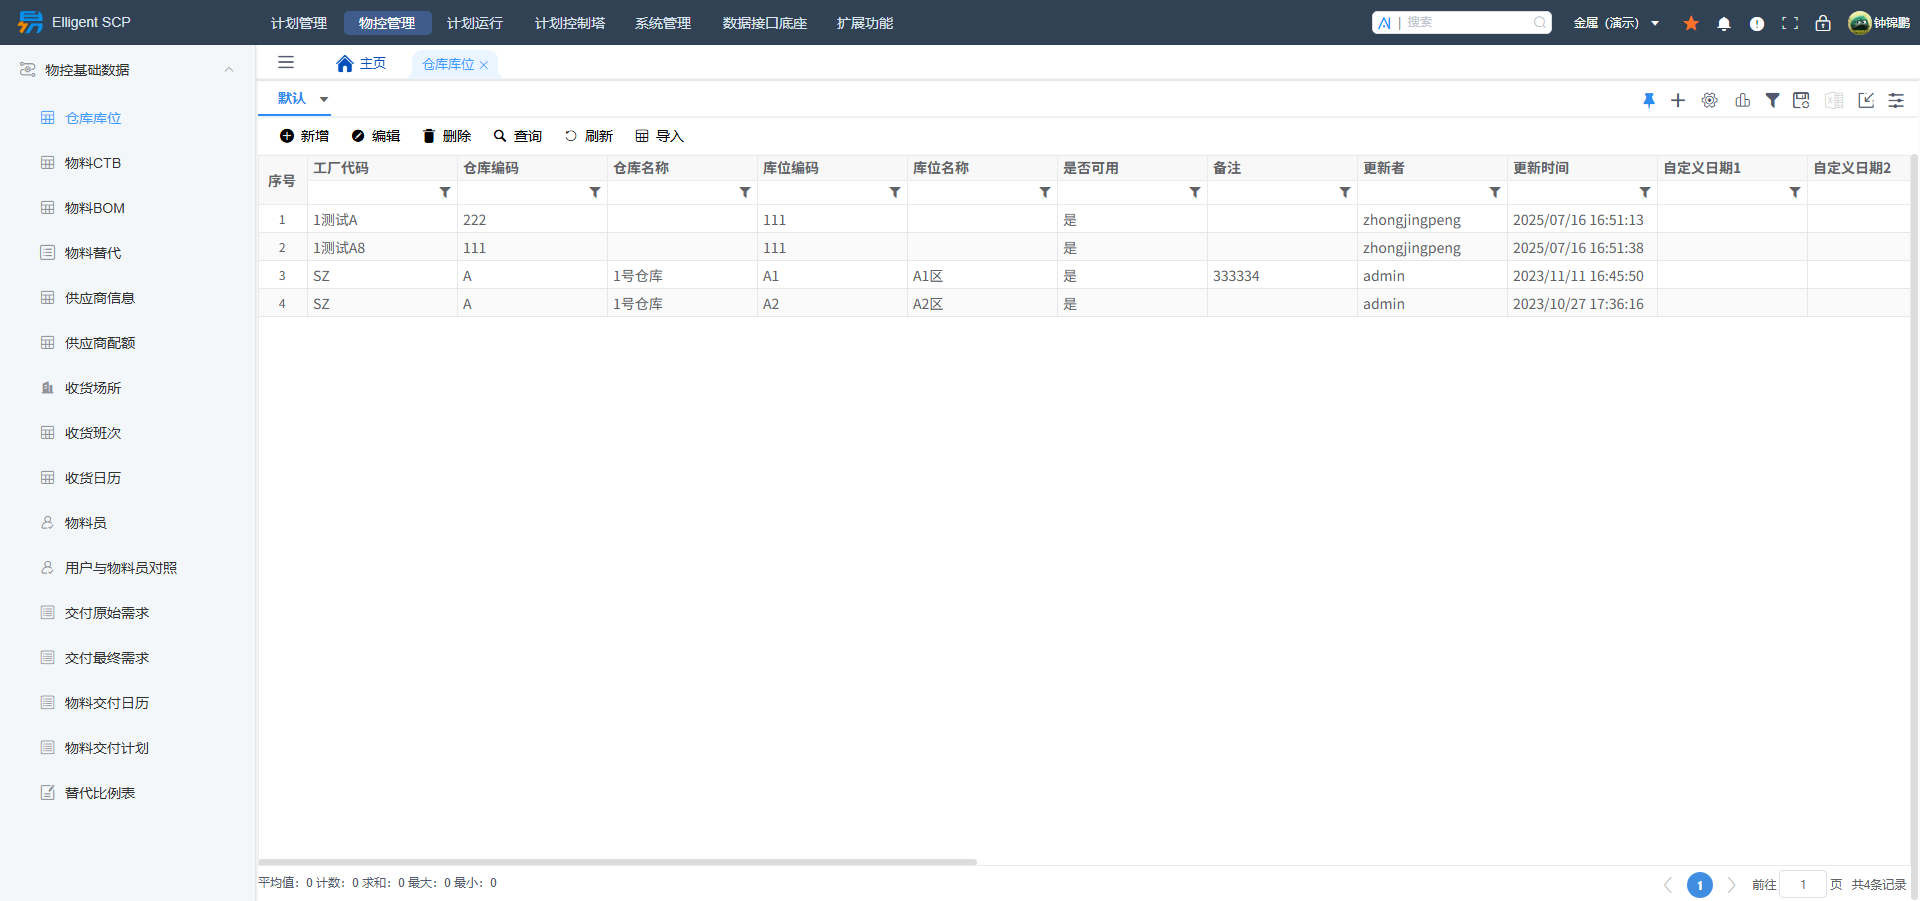 Elligent SCP
计划管理 物控管理 计划运行 计划控制塔 系统管理 数据接口底座 扩展功能
搜索
金属（演示）
钟锦鹏
物控基础数据
仓库库位
物料CTB
物料BOM
物料替代
供应商信息
供应商配额
收货场所
收货班次
收货日历
物料员
用户与物料员对照
交付原始需求
交付最终需求
物料交付日历
物料交付计划
替代比例表
主页 仓库库位
默认
新增 编辑 删除 查询 刷新 导入
序号 工厂代码 仓库编码 仓库名称 库位编码 库位名称 是否可用 备注 更新者 更新时间 自定义日期1 自定义日期2
1 1测试A 222 111 是 zhongjingpeng 2025/07/16 16:51:13
2 1测试A8 111 111 是 zhongjingpeng 2025/07/16 16:51:38
3 SZ A 1号仓库 A1 A1区 是 333334 admin 2023/11/11 16:45:50
4 SZ A 1号仓库 A2 A2区 是 admin 2023/10/27 17:36:16
平均值：0 计数：0 求和：0 最大：0 最小：0
1 前往 1 页 共4条记录